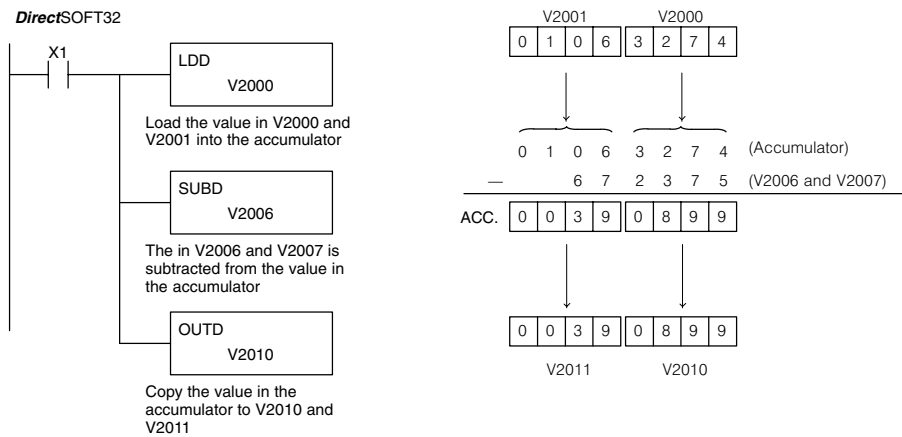 DirectSOFT32
X1
LDD
V2000
Load the value in V2000 and
V2001 into the accumulator
SUBD
V2006
The in V2006 and V2007 is
subtracted from the value in
the accumulator
OUTD
V2010
Copy the value in the
accumulator to V2010 and
V2011
V2001 V2000
0 1 0 6 3 2 7 4
0 1 0 6 3 2 7 4 (Accumulator)
— 6 7 2 3 7 5 (V2006 and V2007)
ACC. 0 0 3 9 0 8 9 9
0 0 3 9 0 8 9 9
V2011 V2010